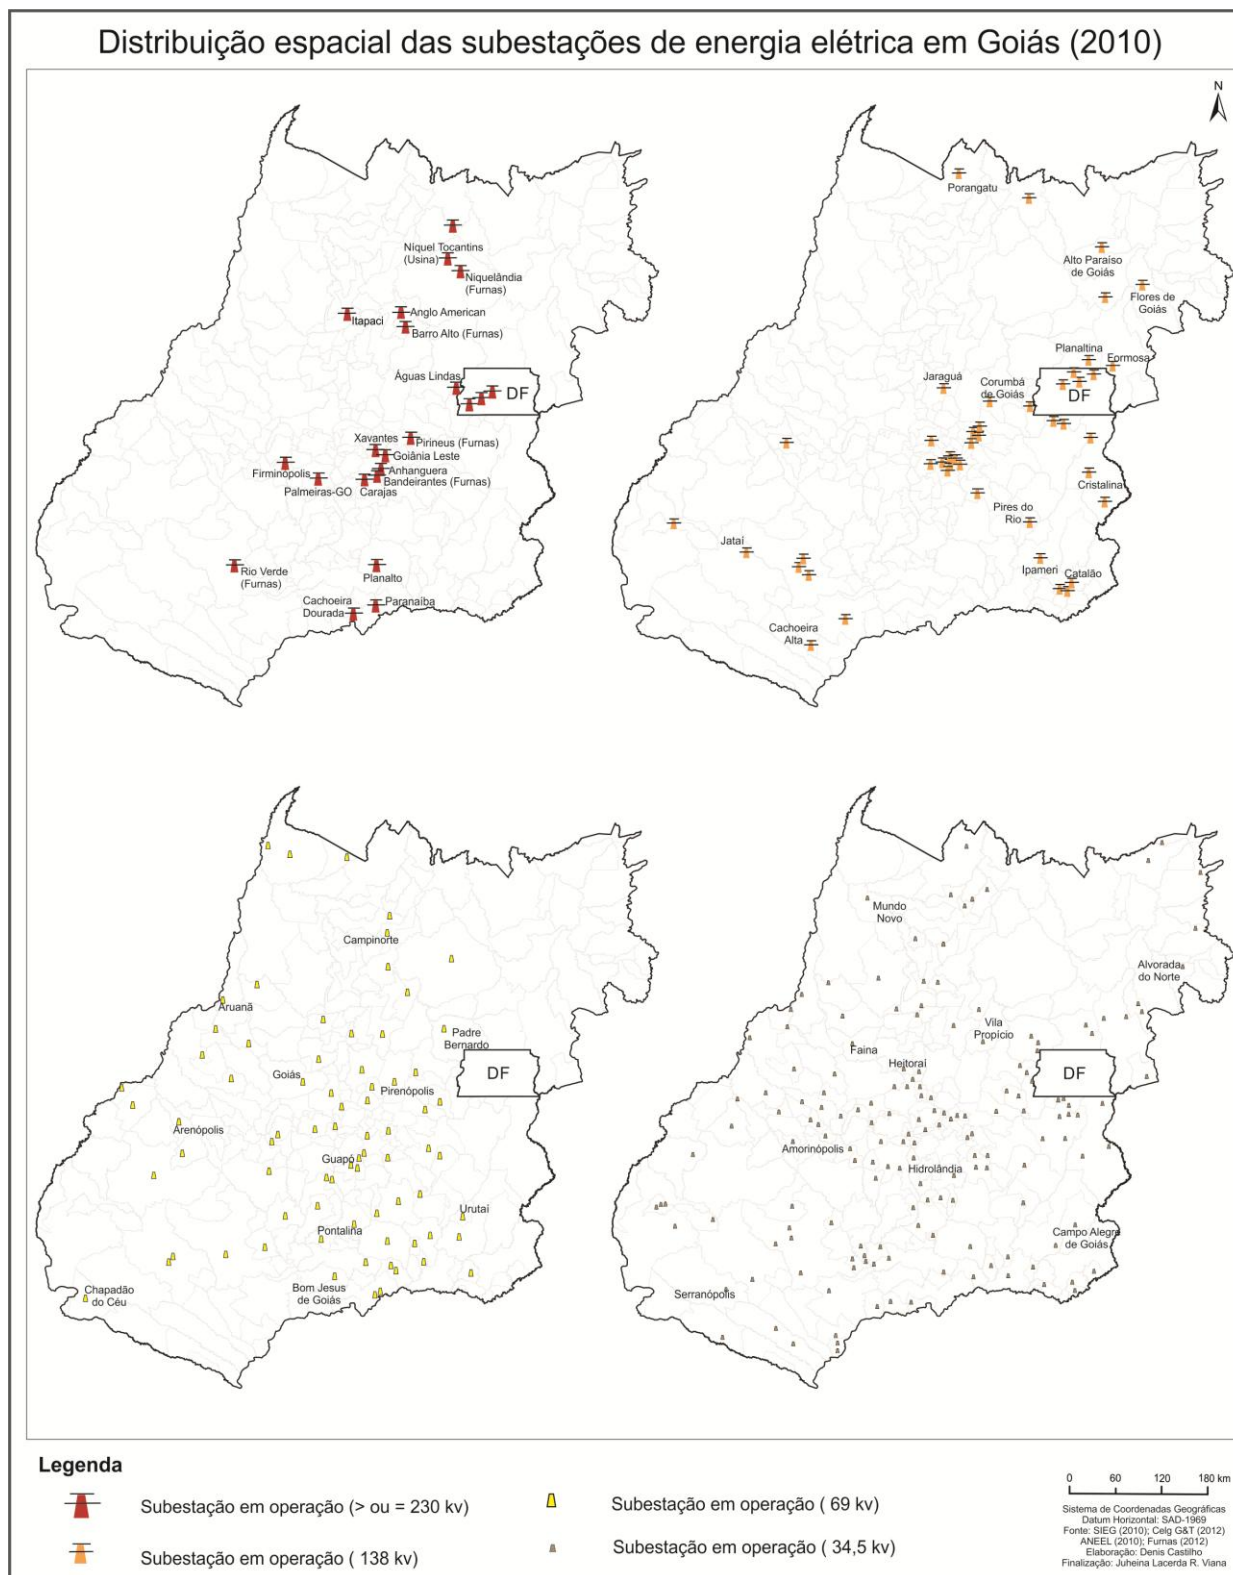 Distribuição espacial das subestações de energia elétrica em Goiás (2010)
N
Níquel Tocantins
(Usina)
Niquelândia
(Furnas)
Itapaci
Anglo American
Barro Alto (Furnas)
Águas Lindas
DF
Xavantes
Pirineus (Furnas)
Goiânia Leste
Firminópolis
Anhanguera
Palmeiras-GO
Carajas
Bandeirantes (Furnas)
Rio Verde
(Furnas)
Planalto
Cachoeira
Dourada
Paranaíba
Porangatu
Alto Paraíso
de Goiás
Flores de
Goiás
Planaltina
Formosa
Jaraguá
Corumbá
de Goiás
DF
Cristalina
Pires do
Rio
Jataí
Ipameri
Catalão
Cachoeira
Alta
Campinorte
Aruanã
Padre
Bernardo
Goiás
DF
Pirenópolis
Arenópolis
Guapó
Urutaí
Pontalina
Chapadão
do Céu
Bom Jesus
de Goiás
Mundo
Novo
Alvorada
do Norte
Vila
Propício
Faina
Heitoraí
DF
Amorinópolis
Hidrolândia
Campo Alegre
de Goiás
Serranópolis
Legenda
Subestação em operação (> ou = 230 kv)
Subestação em operação ( 138 kv)
Subestação em operação ( 69 kv)
Subestação em operação ( 34,5 kv)
0 60 120 180 km
Sistema de Coordenadas Geográficas
Datum Horizontal: SAD-1969
Fonte: SIEG (2010); Celg G&T (2012)
ANEEL (2010); Furnas (2012)
Elaboração: Denis Castilho
Finalização: Juheina Lacerda R. Viana